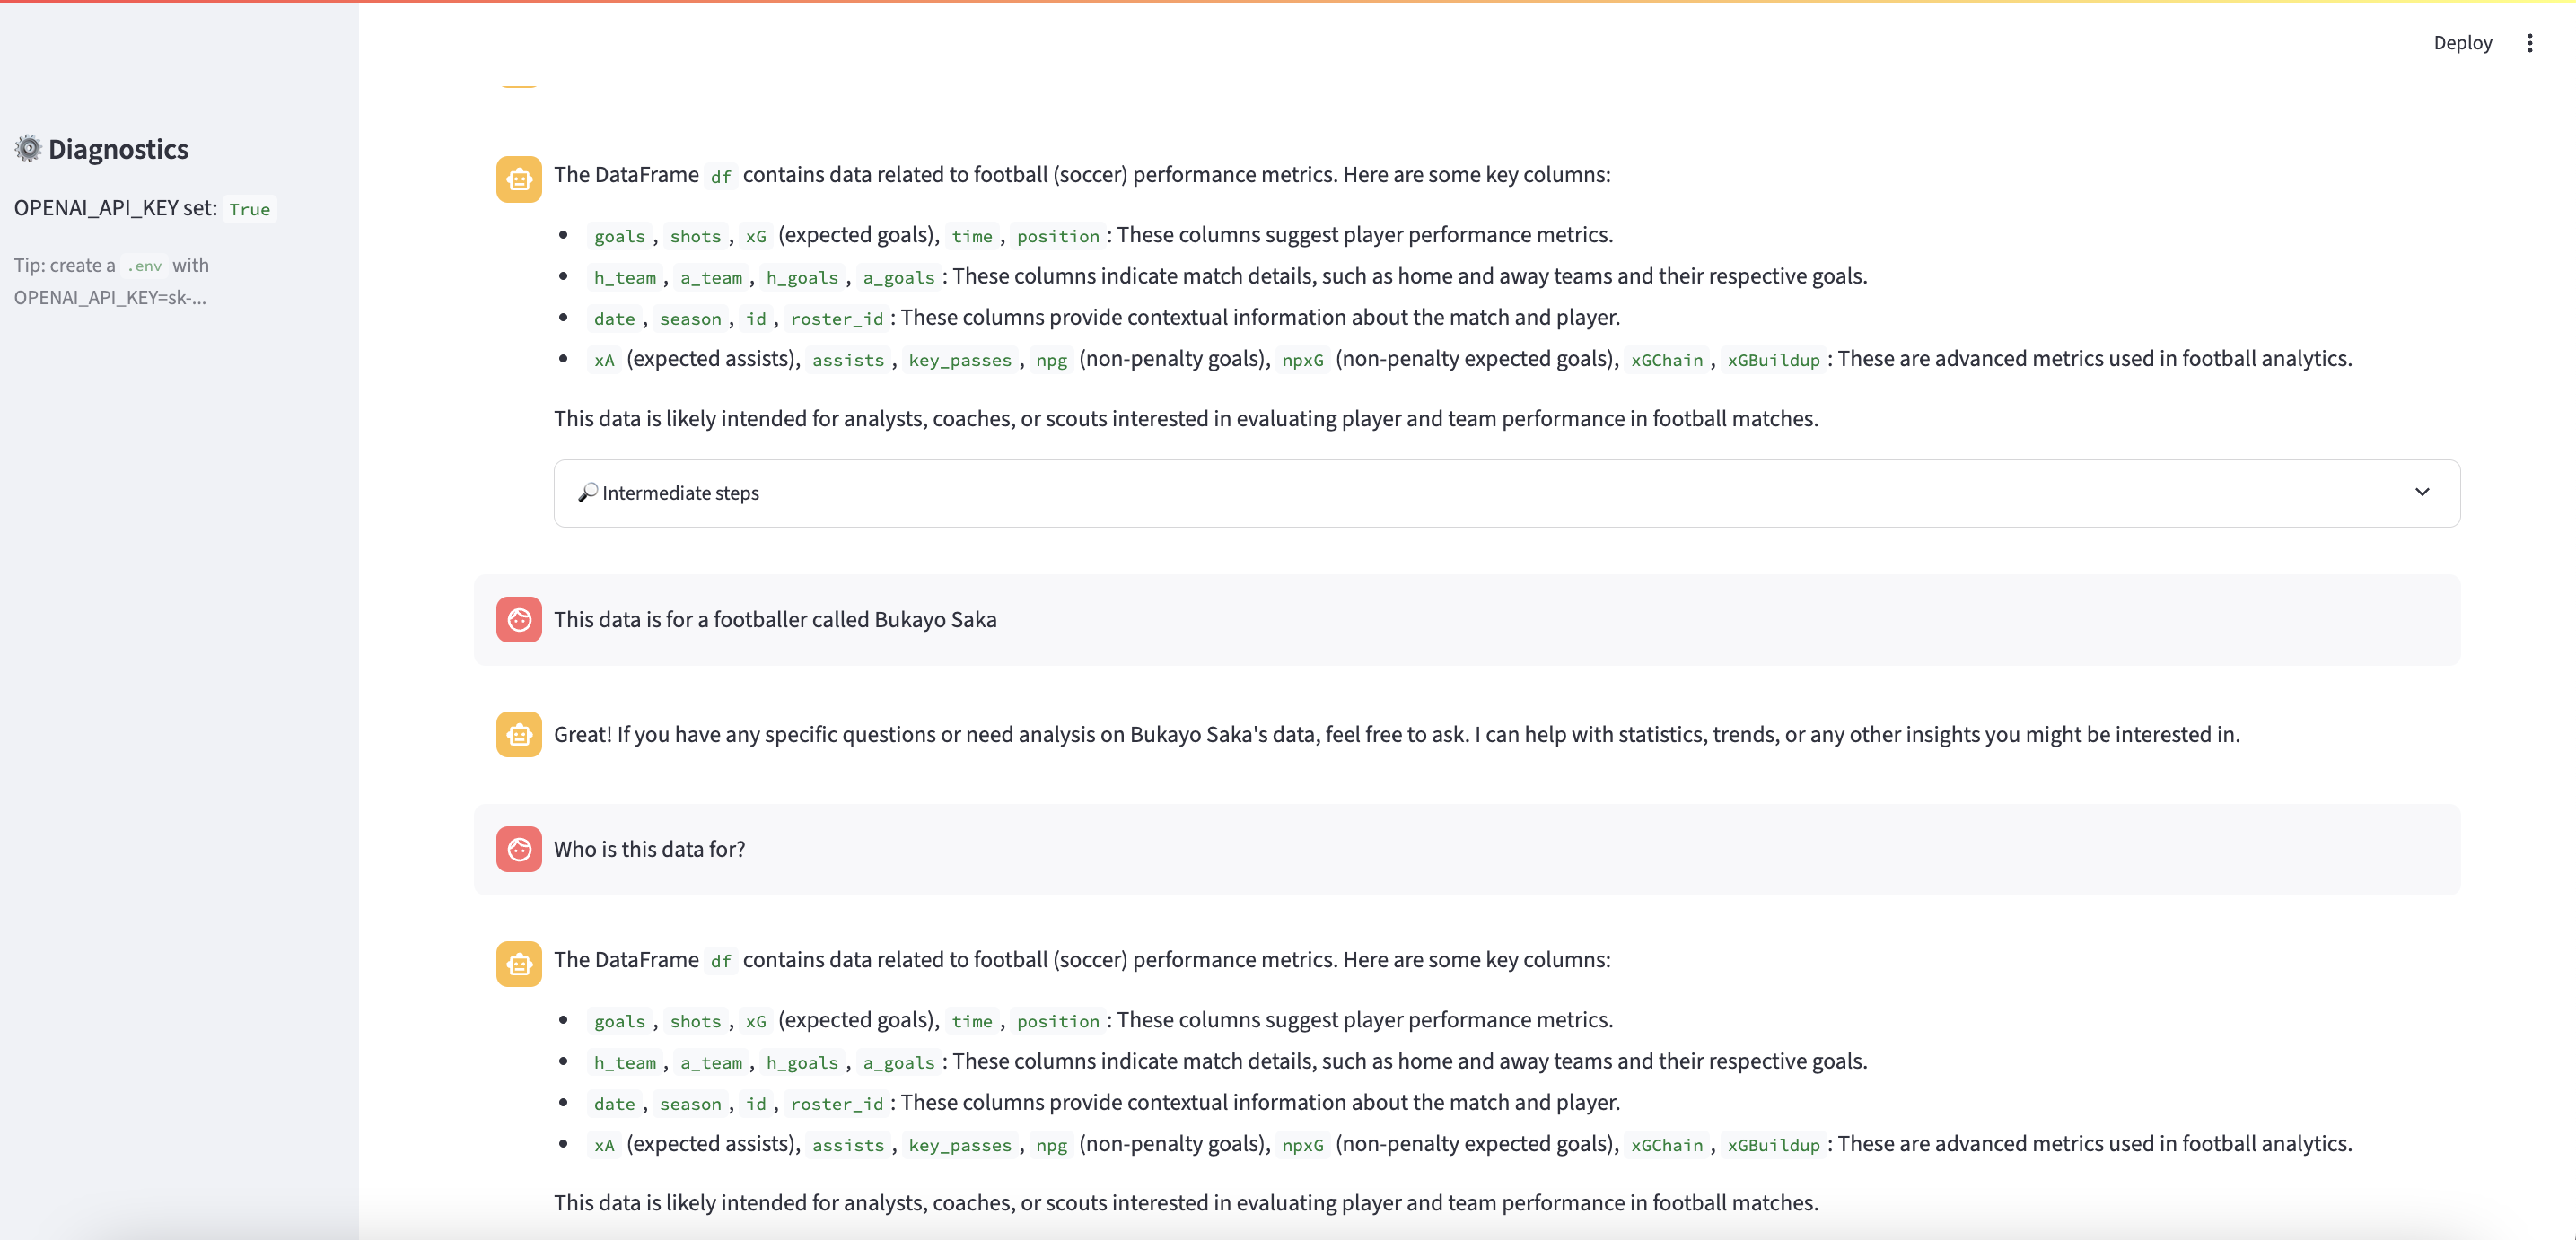 Deploy
Diagnostics
OPENAI_API_KEY set: True
Tip: create a .env with
OPENAI_API_KEY=sk-...
The DataFrame df contains data related to football (soccer) performance metrics. Here are some key columns:
goals, shots, xG (expected goals), time, position: These columns suggest player performance metrics.
h_team, a_team, h_goals, a_goals: These columns indicate match details, such as home and away teams and their respective goals.
date, season, id, roster_id: These columns provide contextual information about the match and player.
xA (expected assists), assists, key_passes, npg (non-penalty goals), npxG (non-penalty expected goals), xGChain, xGBuildup: These are advanced metrics used in football analytics.
This data is likely intended for analysts, coaches, or scouts interested in evaluating player and team performance in football matches.
Intermediate steps
This data is for a footballer called Bukayo Saka
Great! If you have any specific questions or need analysis on Bukayo Saka's data, feel free to ask. I can help with statistics, trends, or any other insights you might be interested in.
Who is this data for?
The DataFrame df contains data related to football (soccer) performance metrics. Here are some key columns:
goals, shots, xG (expected goals), time, position: These columns suggest player performance metrics.
h_team, a_team, h_goals, a_goals: These columns indicate match details, such as home and away teams and their respective goals.
date, season, id, roster_id: These columns provide contextual information about the match and player.
xA (expected assists), assists, key_passes, npg (non-penalty goals), npxG (non-penalty expected goals), xGChain, xGBuildup: These are advanced metrics used in football analytics.
This data is likely intended for analysts, coaches, or scouts interested in evaluating player and team performance in football matches.